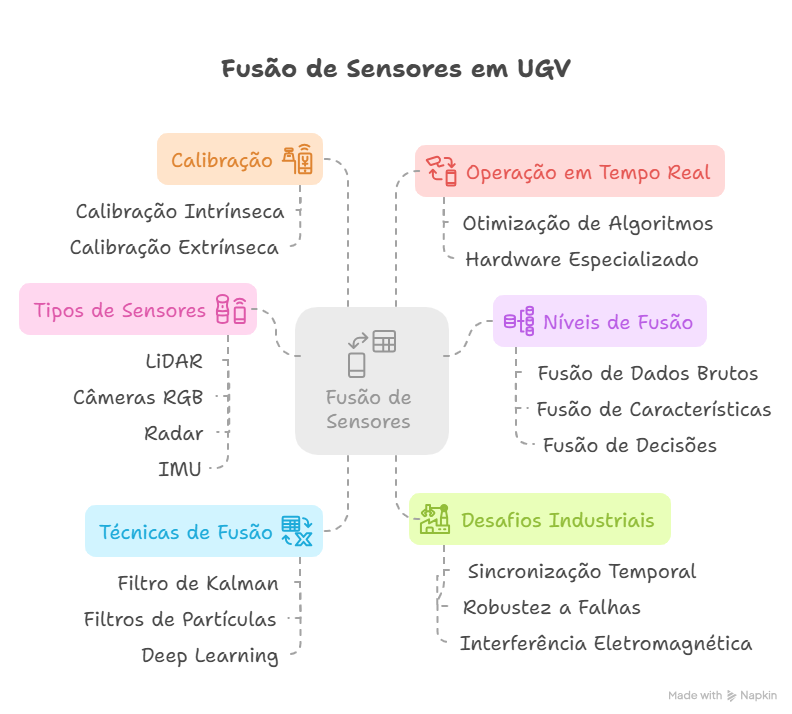 Fusão de Sensores em UGV
Calibração
Calibração Intrínseca
Calibração Extrínseca
Tipos de Sensores
LiDAR
Câmeras RGB
Radar
IMU
Técnicas de Fusão
Filtro de Kalman
Filtros de Partículas
Deep Learning
Fusão de
Sensores
Operação em Tempo Real
Otimização de Algoritmos
Hardware Especializado
Níveis de Fusão
Fusão de Dados Brutos
Fusão de Características
Fusão de Decisões
Desafios Industriais
Sincronização Temporal
Robustez a Falhas
Interferência Eletromagnética
Made with Napkin